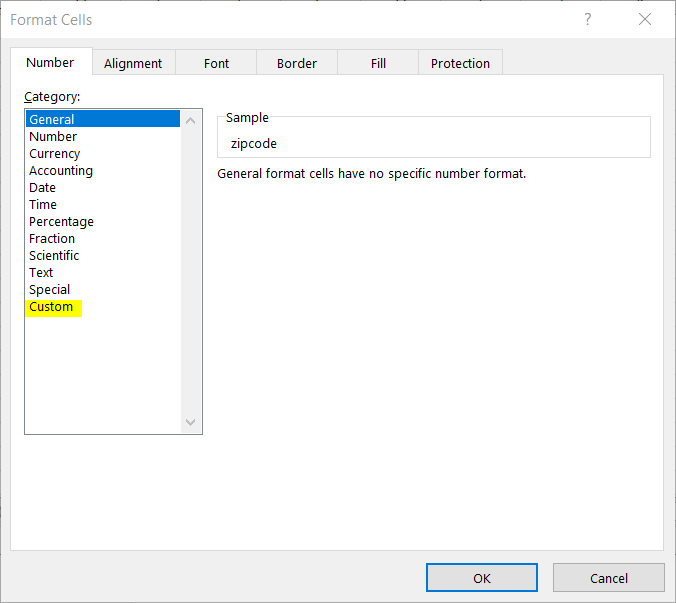 Format Cells
?
Number Alignment Font Border Fill Protection
Category:
General
Number
Currency
Accounting
Date
Time
Percentage
Fraction
Scientific
Text
Special
Custom
Sample
zipcode
General format cells have no specific number format.
OK Cancel